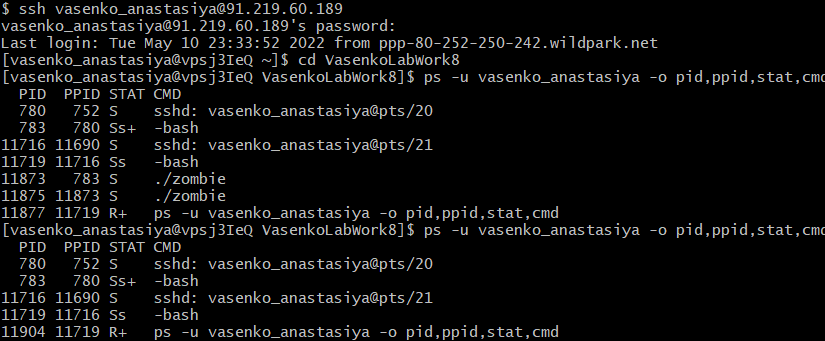 $ ssh vasenko_anastasiya@91.219.60.189
vasenko_anastasiya@91.219.60.189's password:
Last login: Tue May 10 23:33:52 2022 from ppp-80-252-250-242.wildpark.net
[vasenko_anastasiya@vpsj3IeQ ~]$ cd VasenkoLabWork8
[vasenko_anastasiya@vpsj3IeQ VasenkoLabWork8]$ ps -u vasenko_anastasiya -o pid,ppid,stat,cmd
PID PPID STAT CMD
780 752 S sshd: vasenko_anastasiya@pts/20
783 780 Ss+ -bash
11716 11690 S sshd: vasenko_anastasiya@pts/21
11719 11716 Ss -bash
11873 783 S ./zombie
11875 11873 S ./zombie
11877 11719 R+ ps -u vasenko_anastasiya -o pid,ppid,stat,cmd
[vasenko_anastasiya@vpsj3IeQ VasenkoLabWork8]$ ps -u vasenko_anastasiya -o pid,ppid,stat,cmd
PID PPID STAT CMD
780 752 S sshd: vasenko_anastasiya@pts/20
783 780 Ss+ -bash
11716 11690 S sshd: vasenko_anastasiya@pts/21
11719 11716 Ss -bash
11904 11719 R+ ps -u vasenko_anastasiya -o pid,ppid,stat,cmd